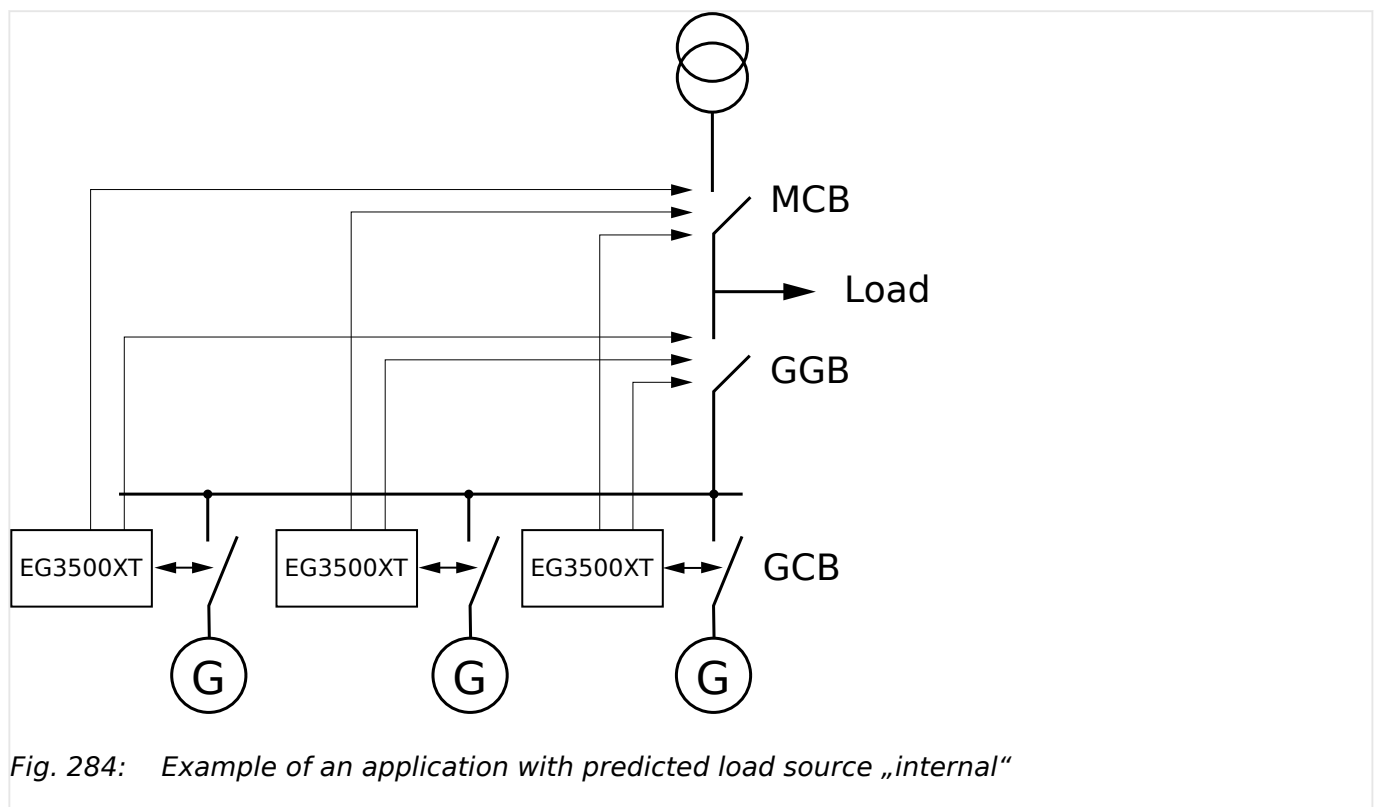 MCB
Load
GGB
EG3500XT EG3500XT EG3500XT GCB
G G G
Fig. 284: Example of an application with predicted load source „internal“